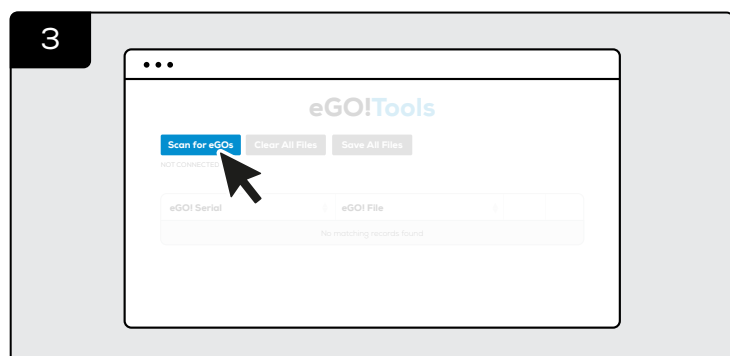 3
eGO!Tools
Scan for eGOs Clear All Files Save All Files
NOT CONNECTED
eGO! Serial eGO! File
No matching records found